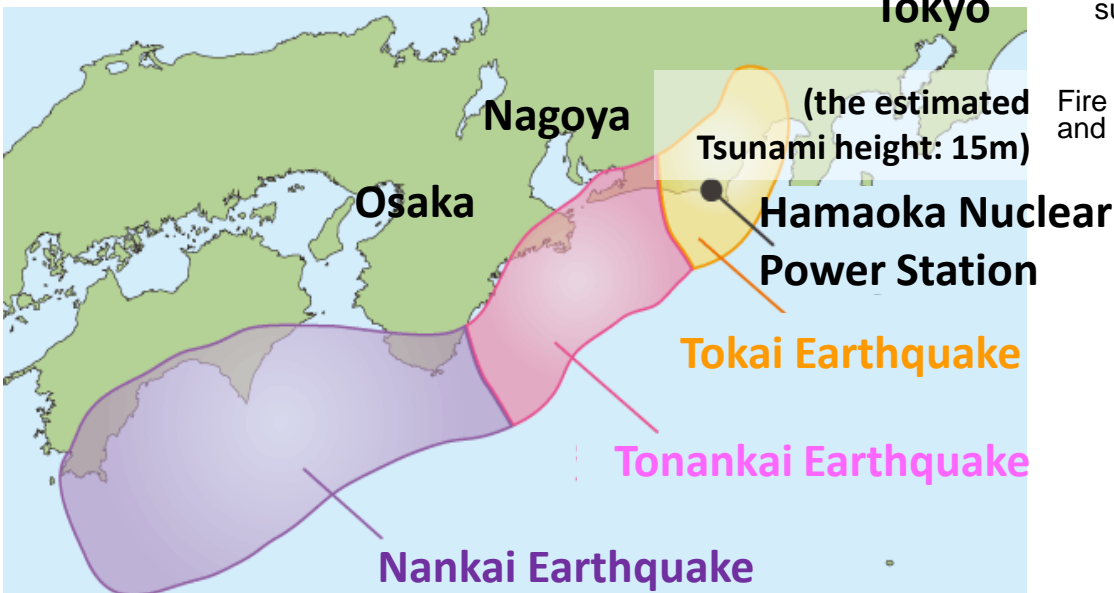 Tokyo
su
Nagoya
(the estimated
Tsunami height: 15m)
Fire
and
Osaka
Hamaoka Nuclear
Power Station
Tokai Earthquake
Tonankai Earthquake
Nankai Earthquake